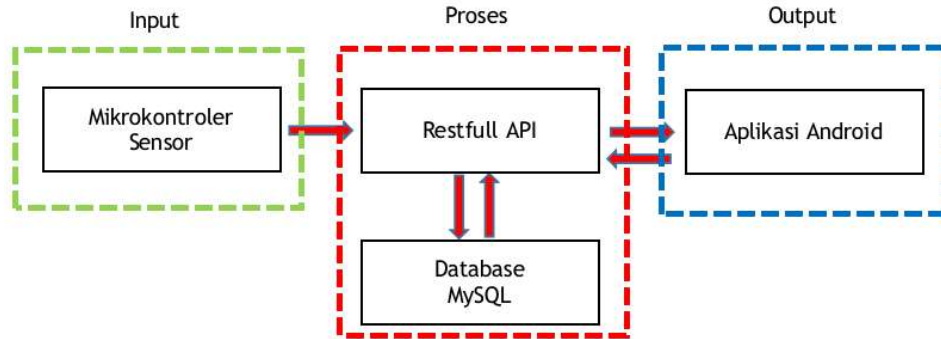 Input
Proses
Output
Mikrokontroler
Sensor
Restfull API
Aplikasi Android
Database
MySQL